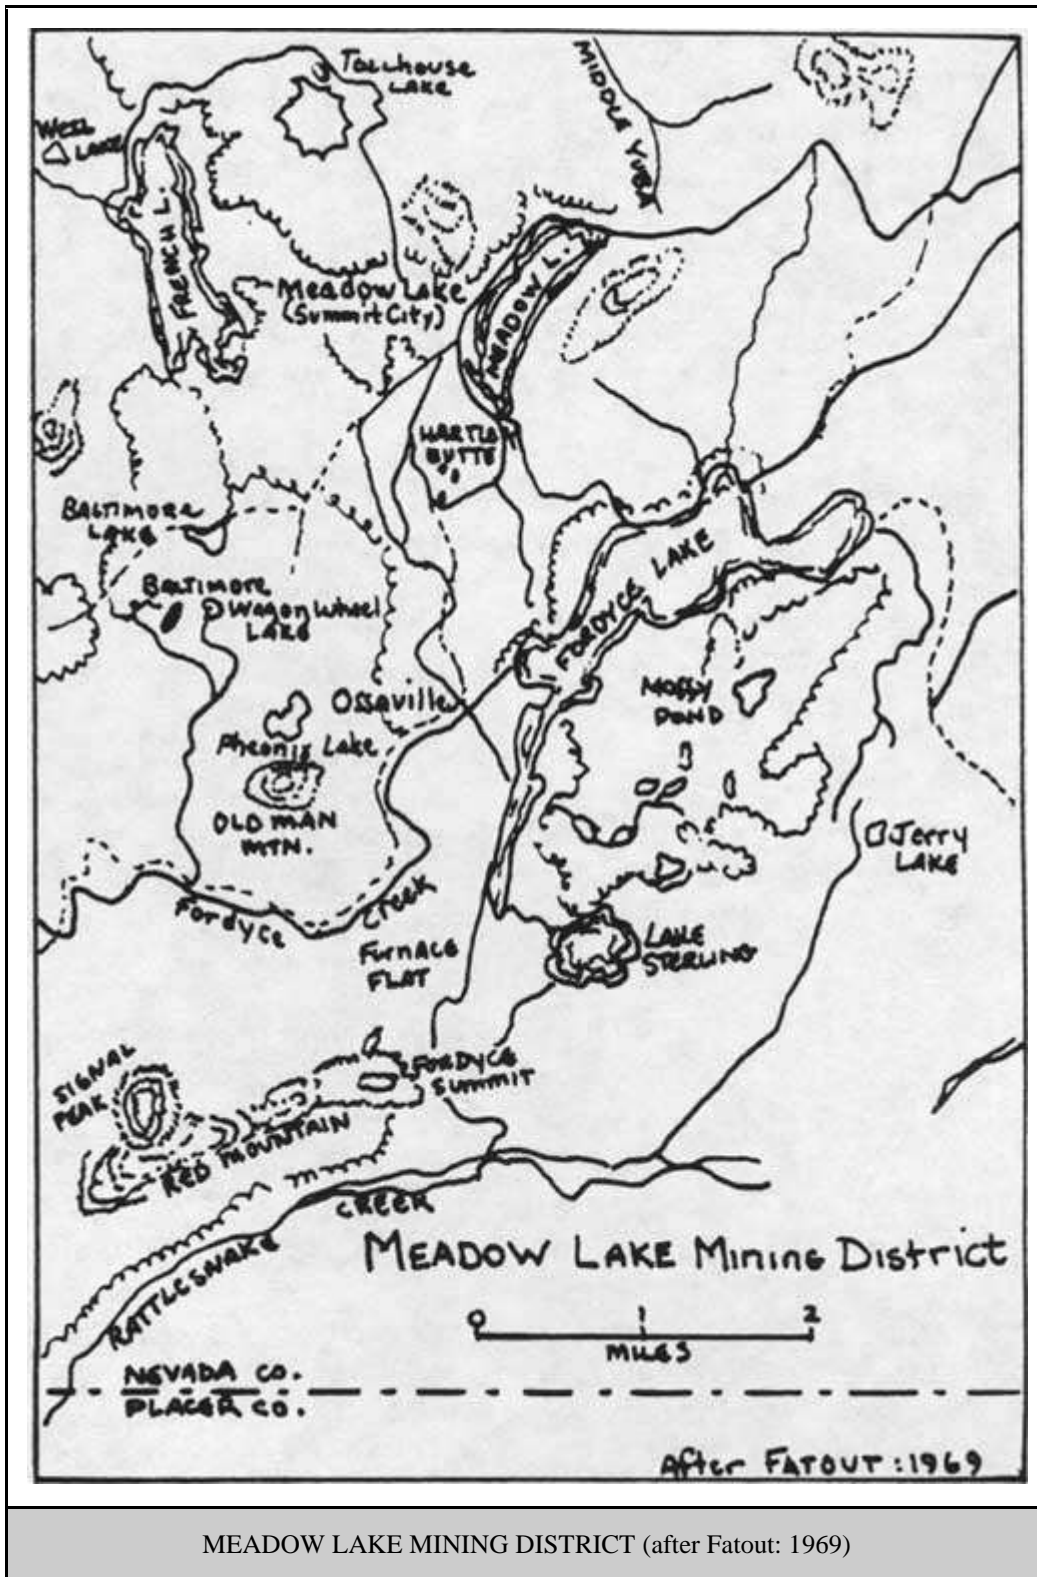 Tollhouse
LAKE
MIDDLE YUBA
WEIL
LAKE
FRENCH L.
Meadow Lake
(Summit City)
MEADOW L.
HARTLS
BUTTE
BALTIMORE
LAKE
BALTIMORE
Wagon Wheel
LAKE
FORDYCE LAKE
Ossaville
MOSSY
POND
Pheonix Lake
OLD MAN
MTN.
Jerry
LAKE
Fordyce Creek
FURNACE
FLAT
LAKE
STERLING
SIGNAL
PEAK
FORDYCE
SUMMIT
RED MOUNTAIN
RATTLESNAKE CREEK
MEADOW LAKE Mining District
0 1 2
MILES
NEVADA CO.
PLACER CO.
After FATOUT: 1969
MEADOW LAKE MINING DISTRICT (after Fatout: 1969)